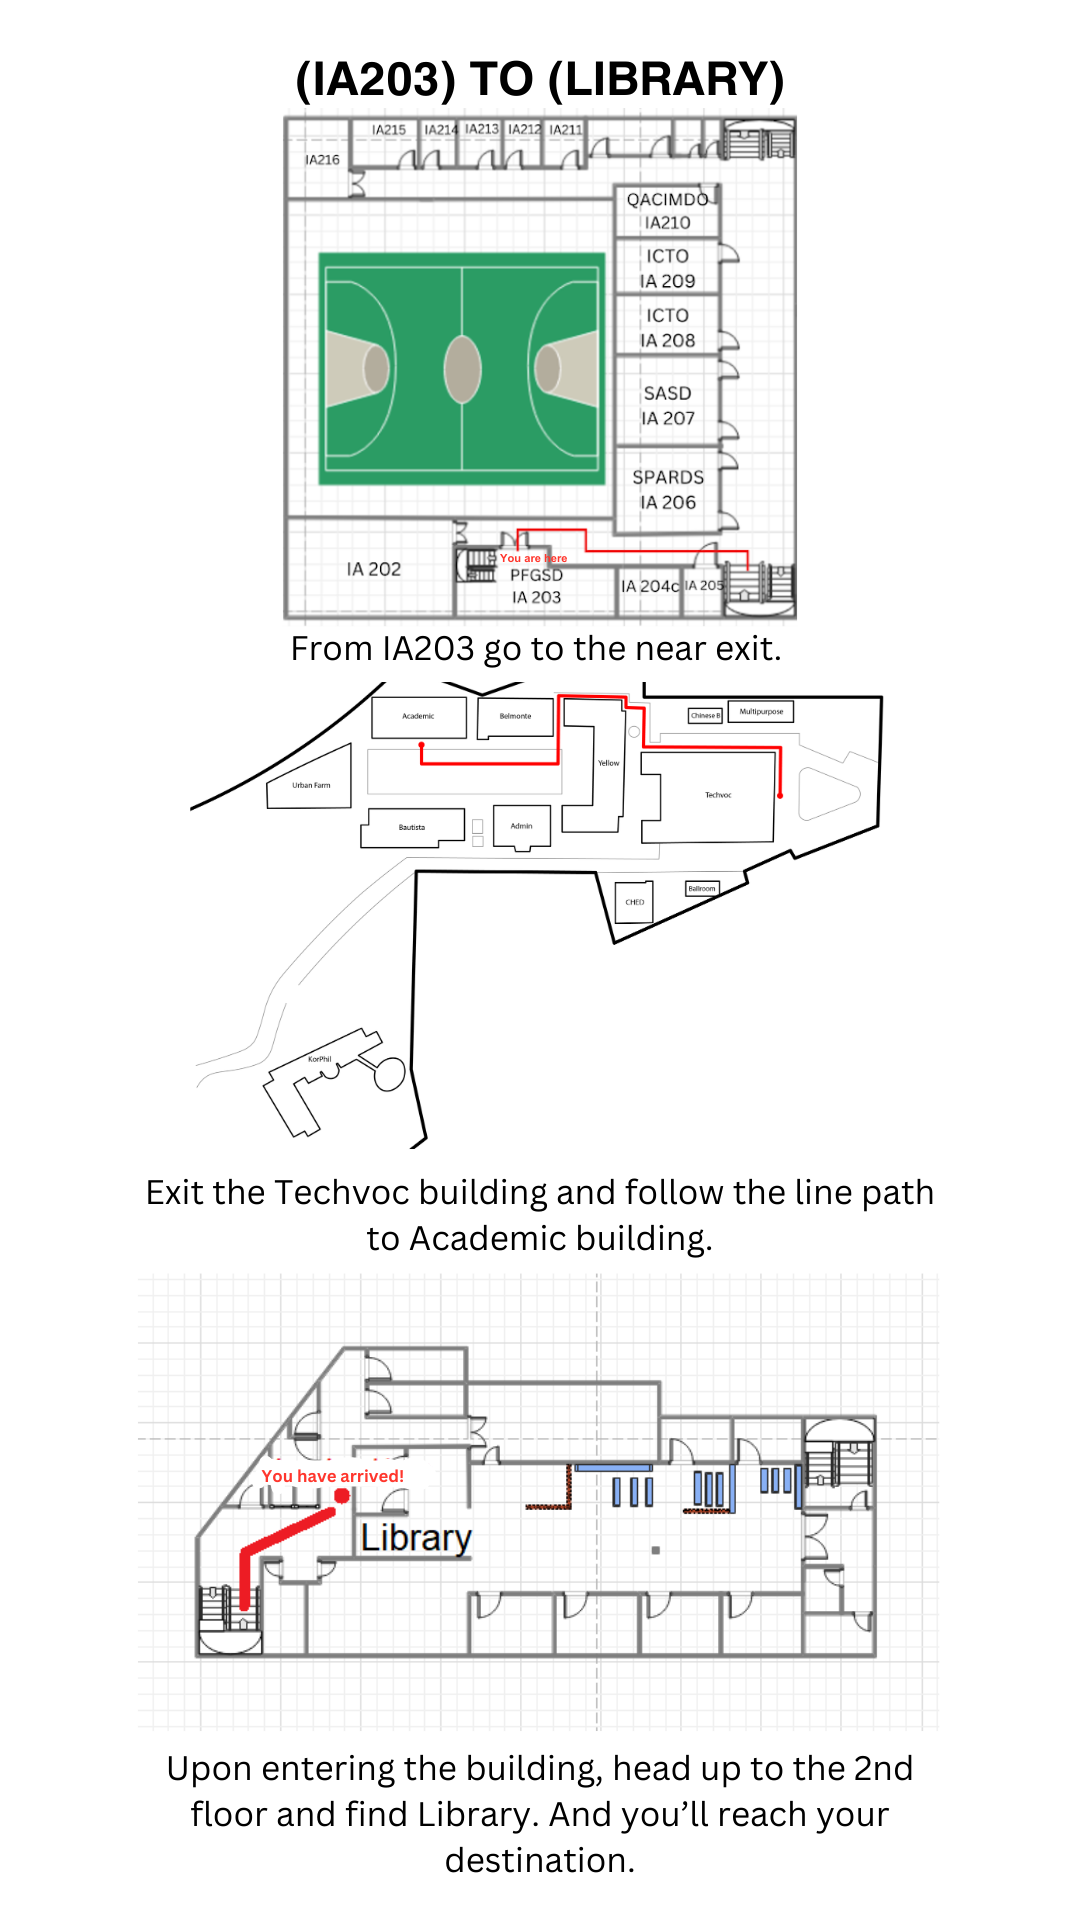 (IA203) TO (LIBRARY)
IA215
IA214
IA213
IA212
IA211
IA216
QACIMDO
IA210
ICTO
IA 209
ICTO
IA 208
SASD
IA 207
SPARDS
IA 206
You are here
IA 202
PFGSD
IA 203
IA 204c
IA 205
From IA203 go to the near exit.
Academic
Belmonte
Chinese B
Multipurpose
Urban Farm
Yellow
Techvoc
Bautista
Admin
CHED
Ballroom
KorPhil
Exit the Techvoc building and follow the line path
to Academic building.
You have arrived!
Library
Upon entering the building, head up to the 2nd
floor and find Library. And you’ll reach your
destination.